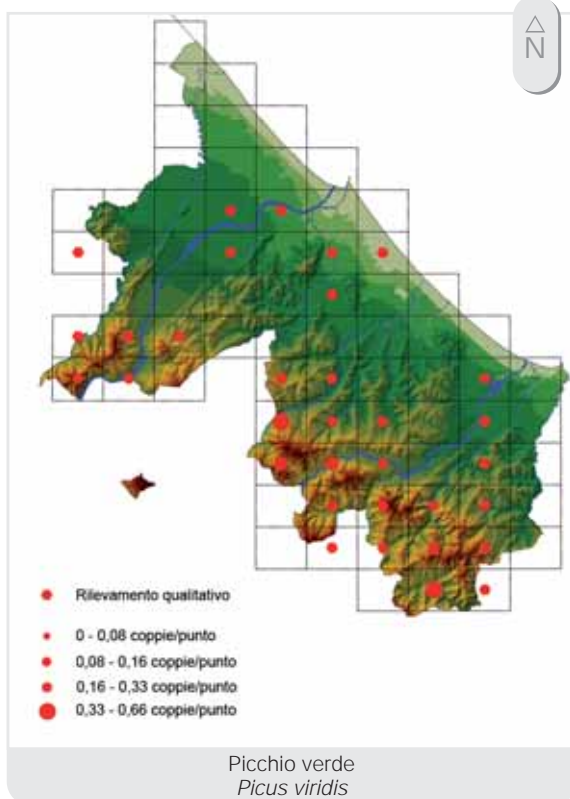 N
Rilevamento qualitativo
0 - 0,08 coppie/punto
0,08 - 0,16 coppie/punto
0,16 - 0,33 coppie/punto
0,33 - 0,66 coppie/punto
Picchio verde
Picus viridis